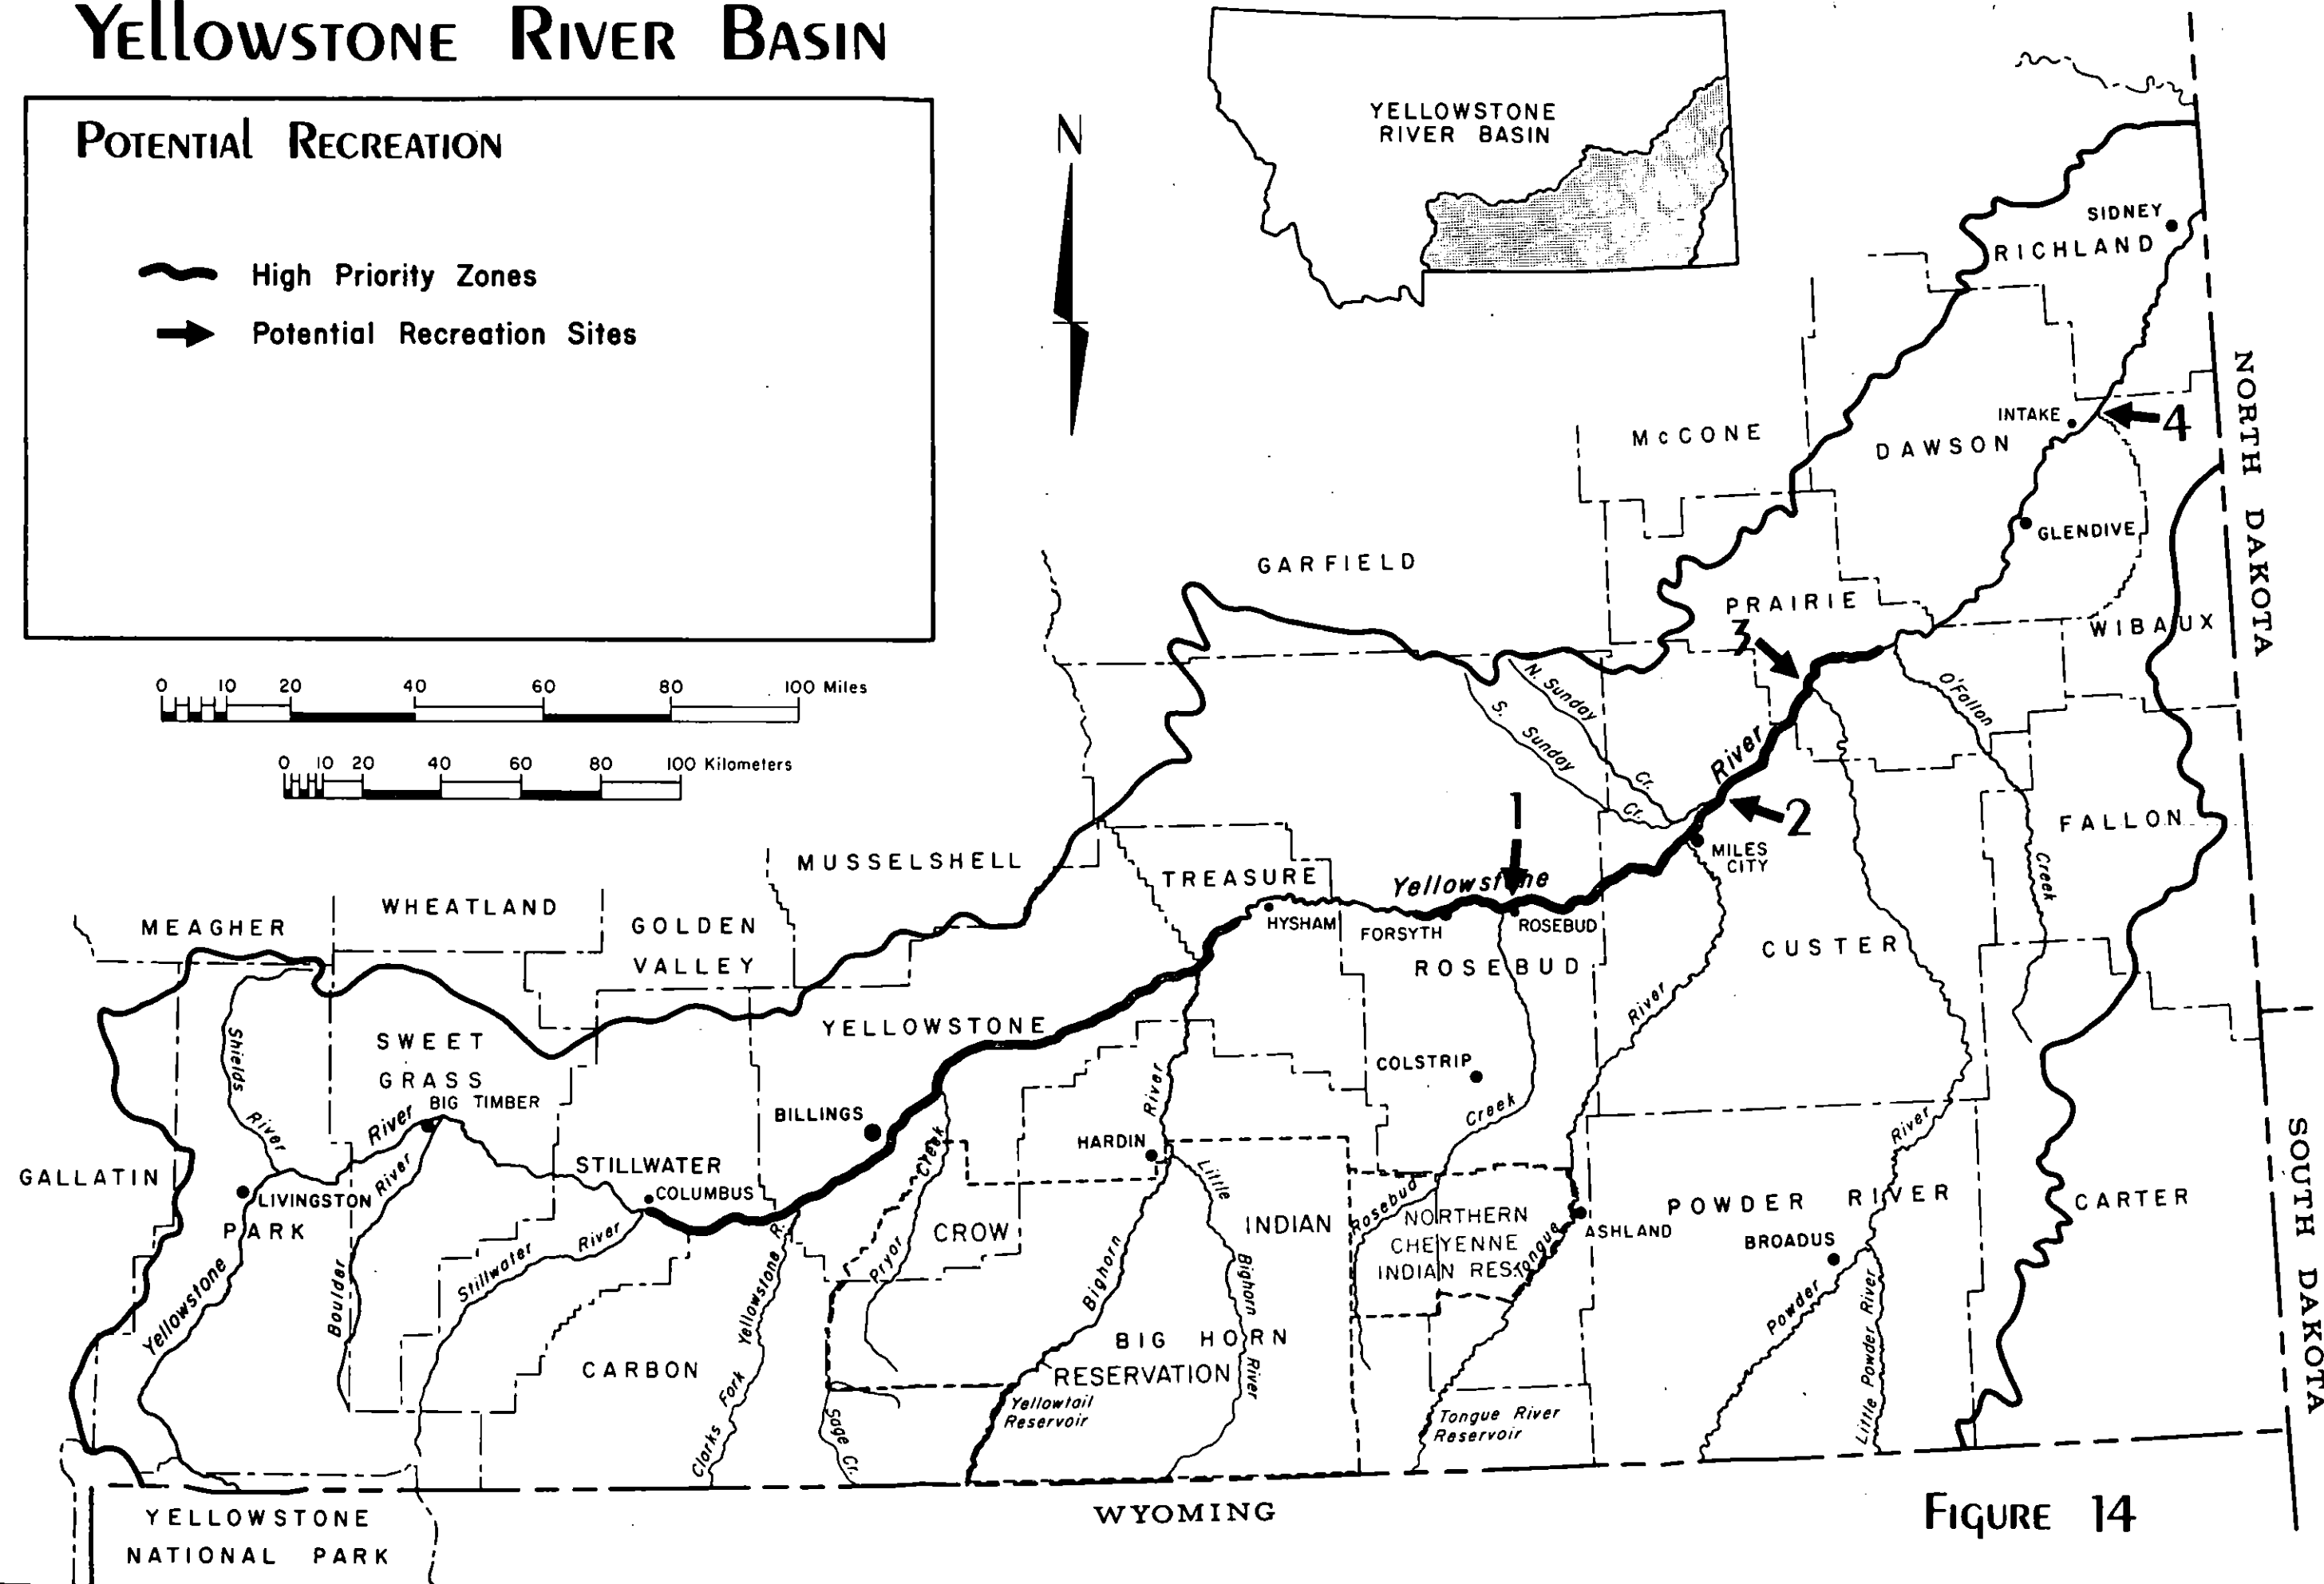 YEllOWSTONE RIVER BASIN
POTENTIAl RECREATION
High Priority Zones
Potential Recreation Sites
N
YELLOWSTONE
RIVER BASIN
0 10 20 40 60 80 100 Miles
0 10 20 40 60 80 100 Kilometers
SIDNEY
RICHLAND
NORTH DAKOTA
McCONE
INTAKE
DAWSON
4
GLENDIVE
GARFIELD
PRAIRIE
WIBAUX
3
O'Fallon
Creek
N. Sunday
Cr.
S. Sunday
Cr.
River
1
2
FALLON
MILES
CITY
MUSSELSHELL
TREASURE
Yellowstone
HYSHAM
FORSYTH
ROSEBUD
ROSEBUD
CUSTER
MEAGHER
WHEATLAND
GOLDEN
VALLEY
YELLOWSTONE
SWEET
GRASS
BIG TIMBER
Shields
River
River
River
COLSTRIP
Creek
River
BILLINGS
HARDIN
River
GALLATIN
LIVINGSTON
PARK
River
STILLWATER
COLUMBUS
Stillwater River
Yellowstone
Boulder
CROW
INDIAN
Pryor Creek
Little
Bighorn
River
Bighorn
Rosebud
NORTHERN
CHEYENNE
INDIAN RES.
Tongue
ASHLAND
POWDER RIVER
BROADUS
CARTER
SOUTH DAKOTA
Powder
Little Powder River
CARBON
Clarks Fork Yellowstone R.
BIG HORN
RESERVATION
Yellowtail
Reservoir
Sage Cr.
Tongue River
Reservoir
WYOMING
YELLOWSTONE
NATIONAL PARK
FIGURE 14